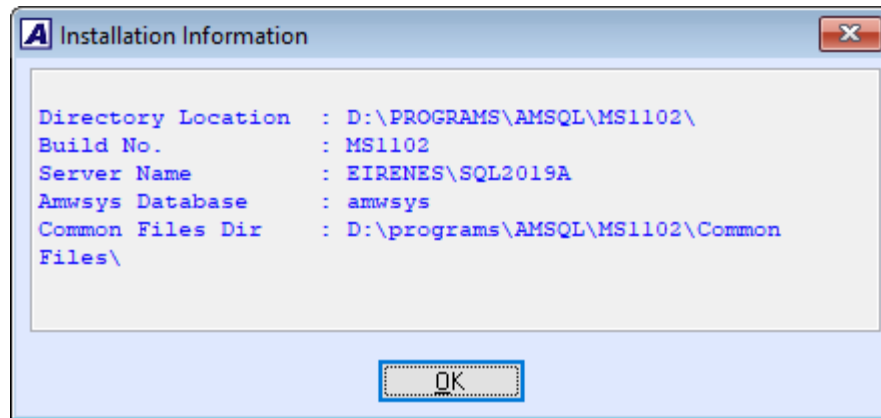 A Installation Information
Directory Location : D:\PROGRAMS\AMSQL\MS1102\
Build No. : MS1102
Server Name : EIRENES\SQL2019A
Amwsys Database : amwsys
Common Files Dir : D:\programs\AMSQL\MS1102\Common
Files\
OK